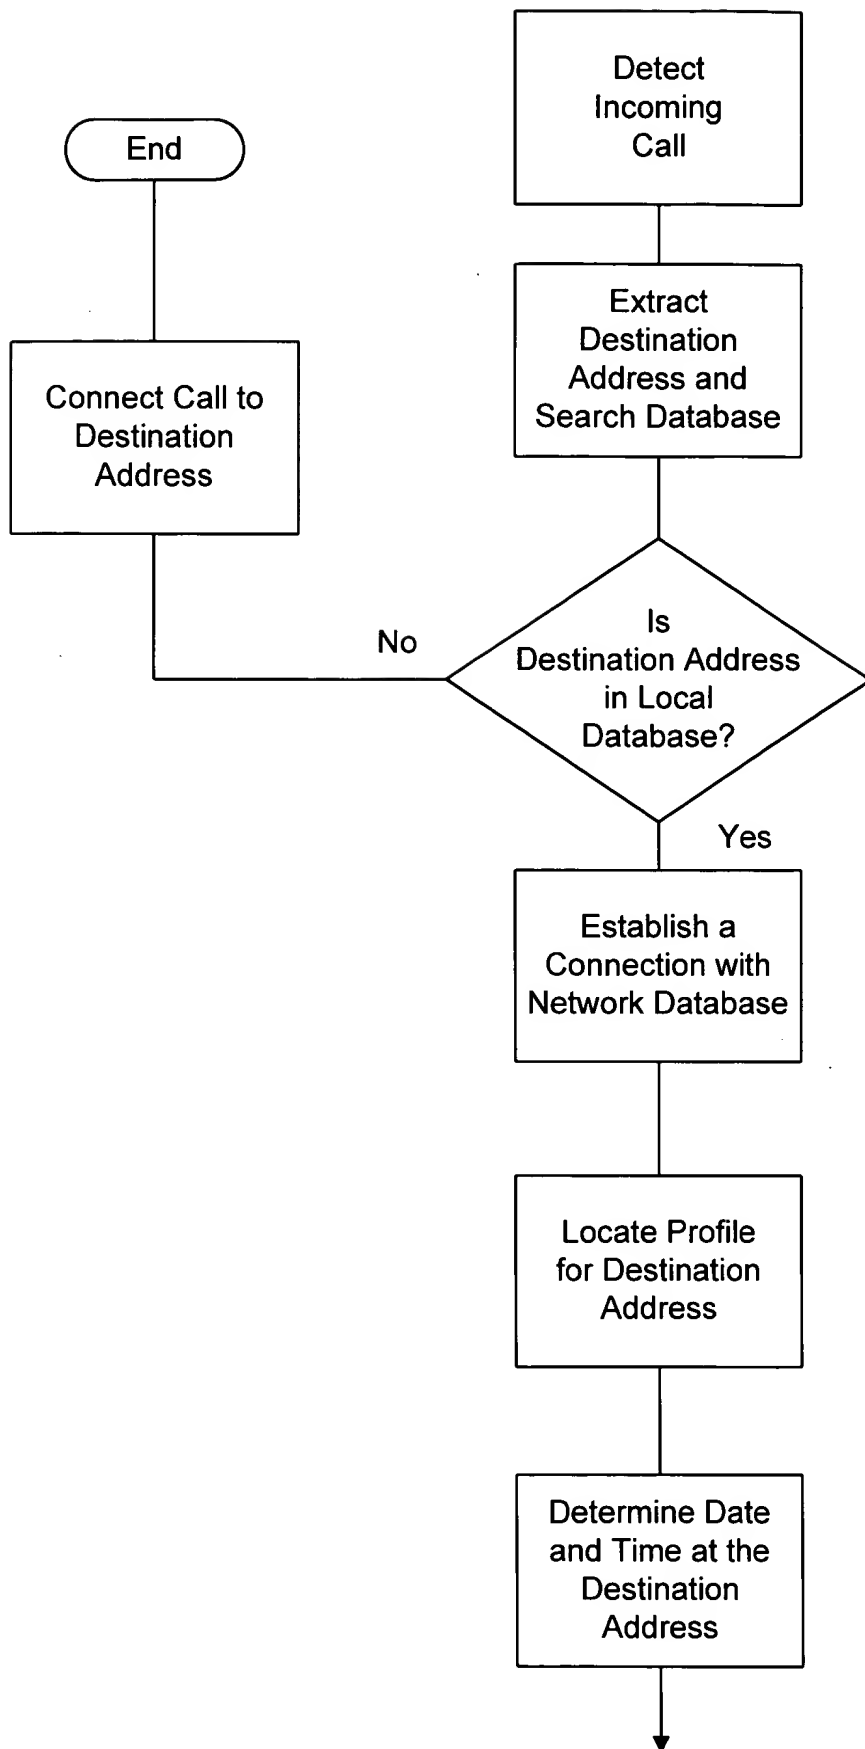 Detect
Incoming
Call
End
Extract
Destination
Address and
Search Database
Connect Call to
Destination
Address
Is
Destination Address
in Local
Database?
No
Yes
Establish a
Connection with
Network Database
Locate Profile
for Destination
Address
Determine Date
and Time at the
Destination
Address